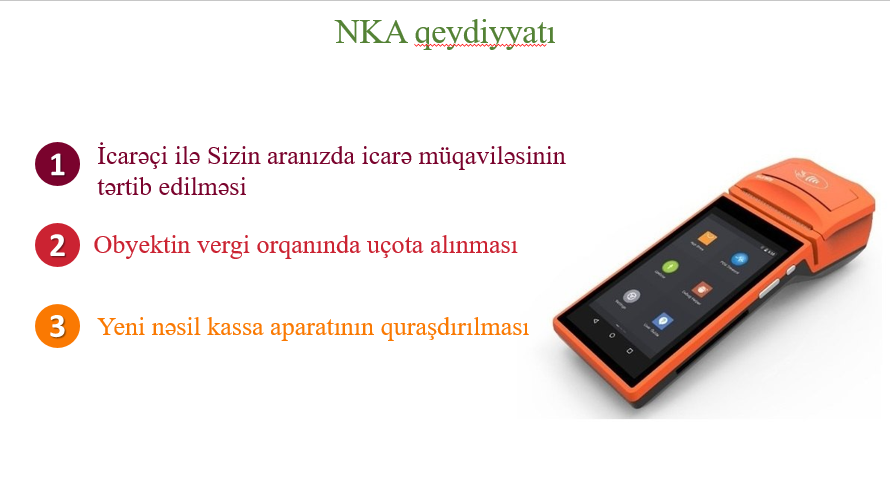 NKA qeydiyyatı
1
İcarəçi ilə Sizin aranızda icarə müqaviləsinin
tərtib edilməsi
2
Obyektin vergi orqanında uçota alınması
3
Yeni nəsil kassa aparatının quraşdırılması